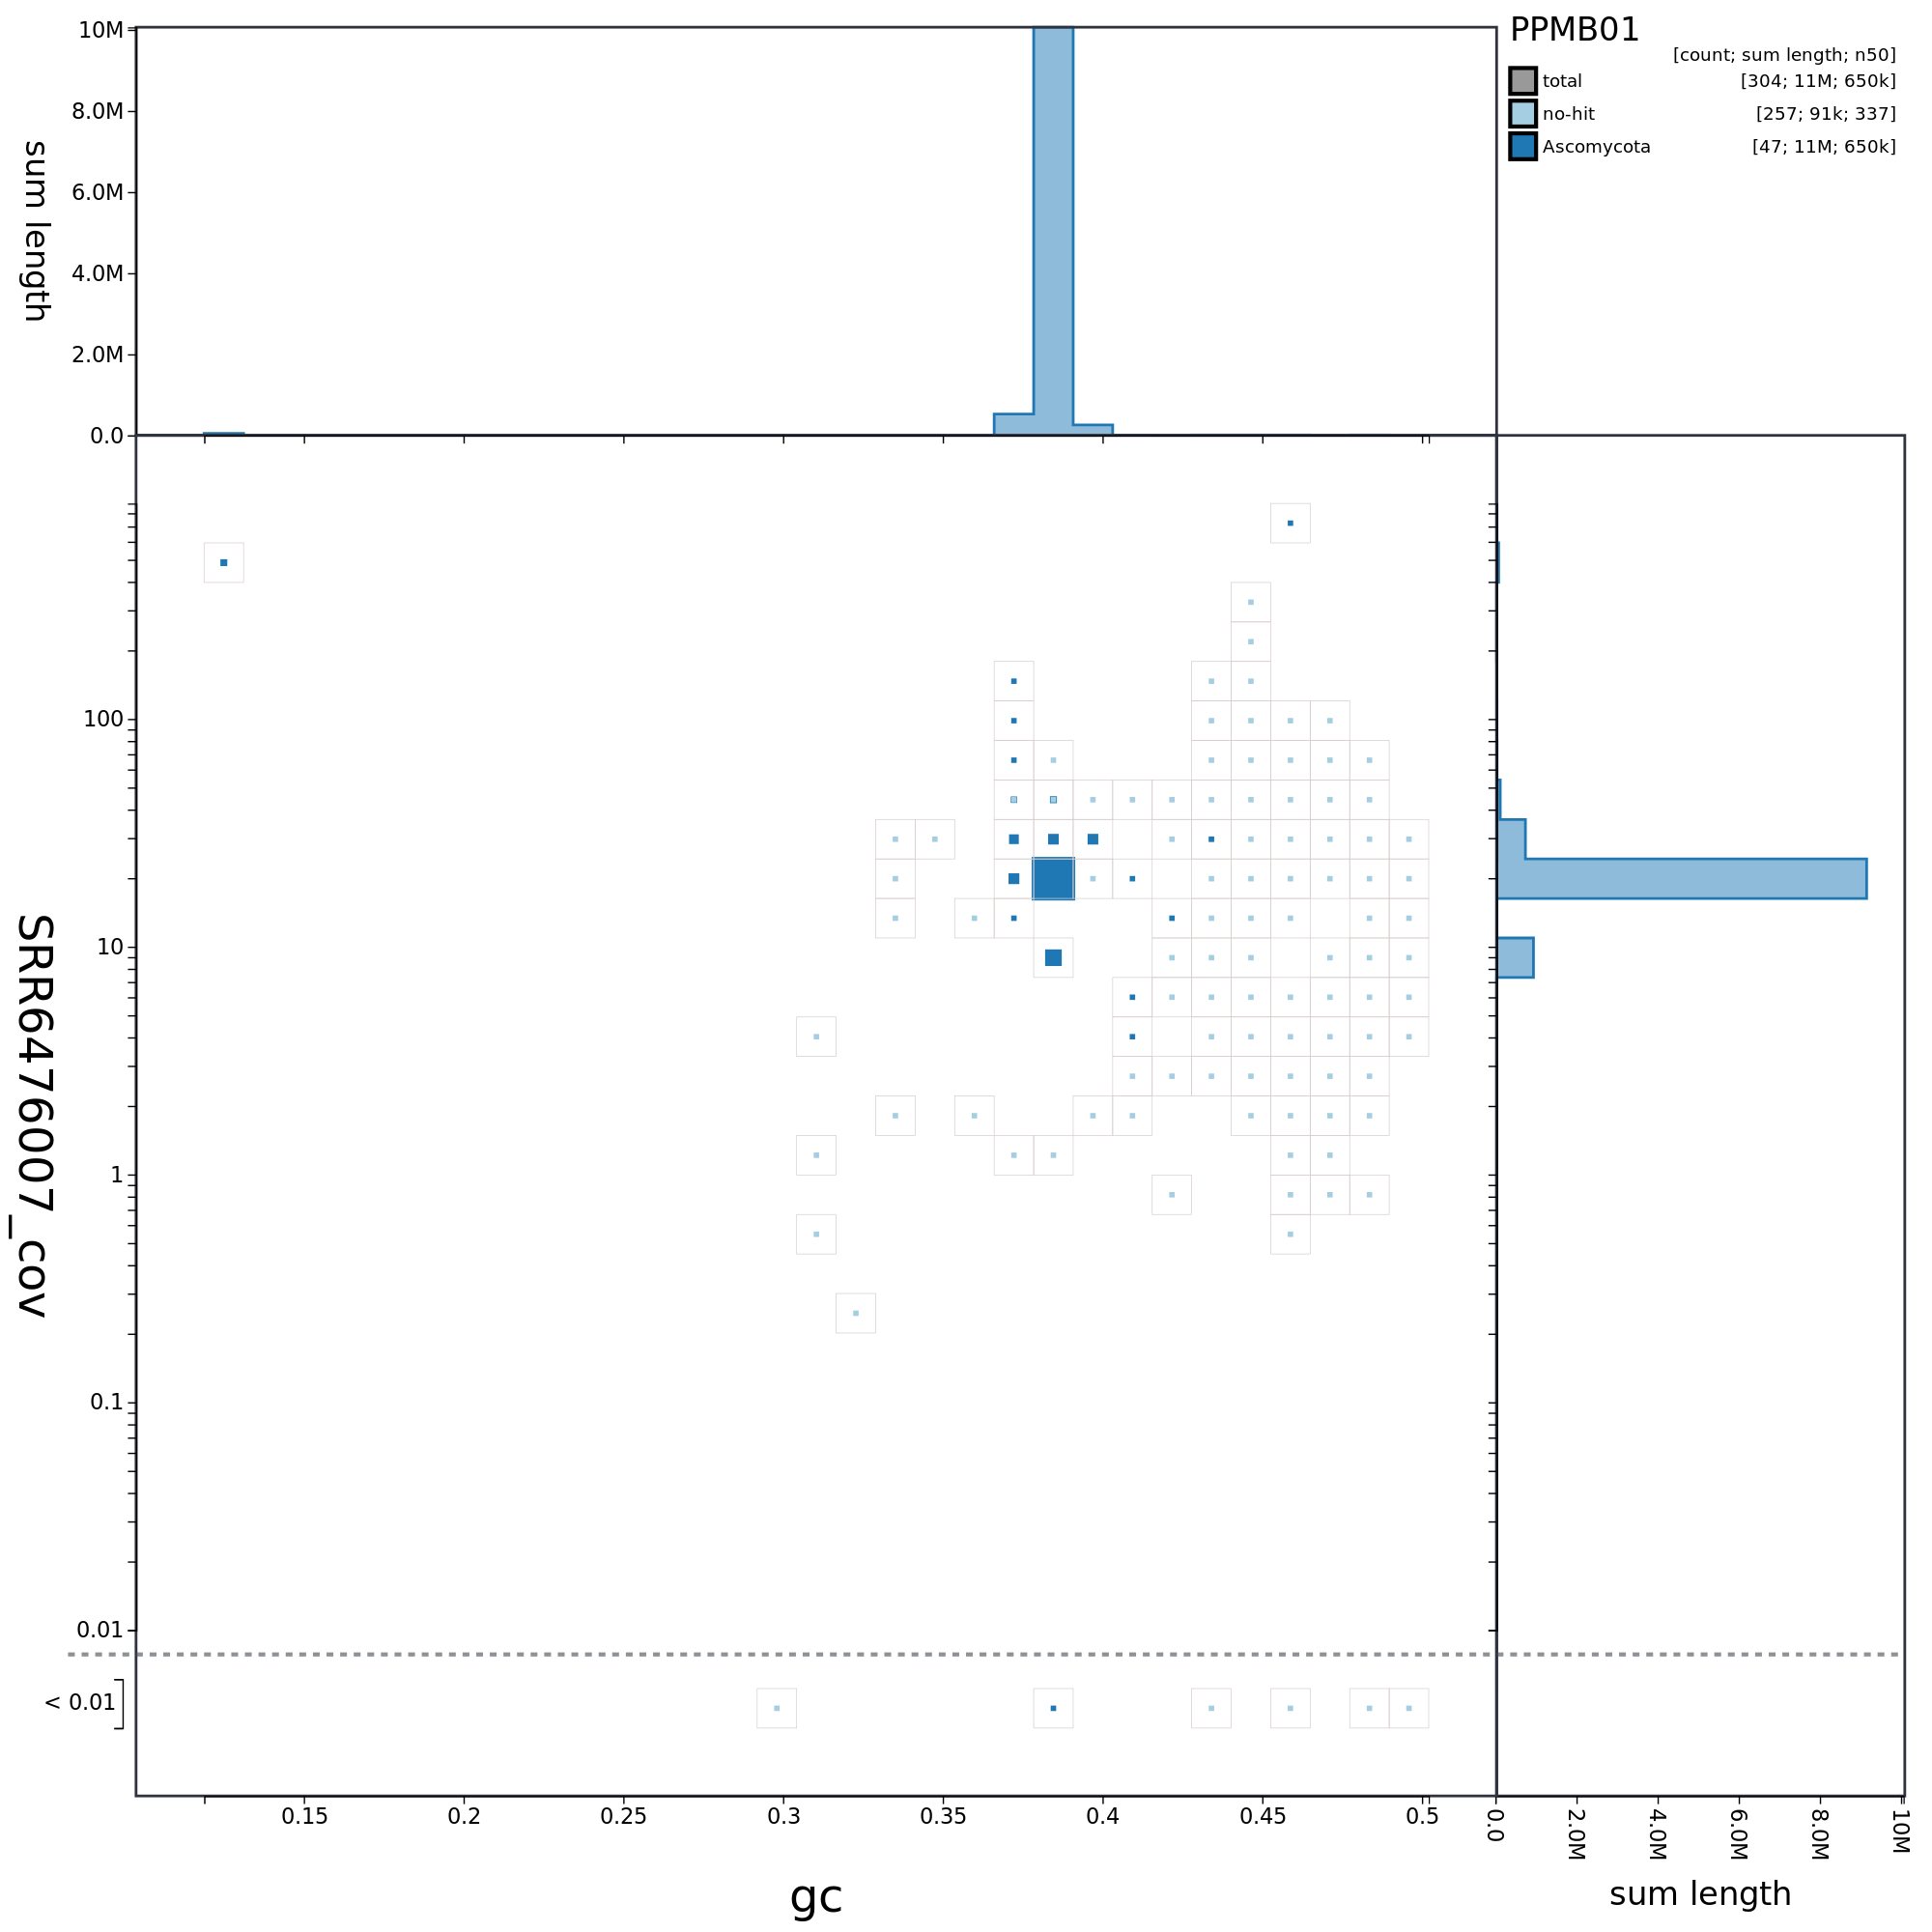 PPMB01
[count; sum length; n50]
total [304; 11M; 650k]
no-hit [257; 91k; 337]
Ascomycota [47; 11M; 650k]
sum length
10M
8.0M
6.0M
4.0M
2.0M
0.0
SRR6476007_cov
100
10
1
0.1
0.01
< 0.01
0.15 0.2 0.25 0.3 0.35 0.4 0.45 0.5
gc
0.0 2.0M 4.0M 6.0M 8.0M 10M
sum length